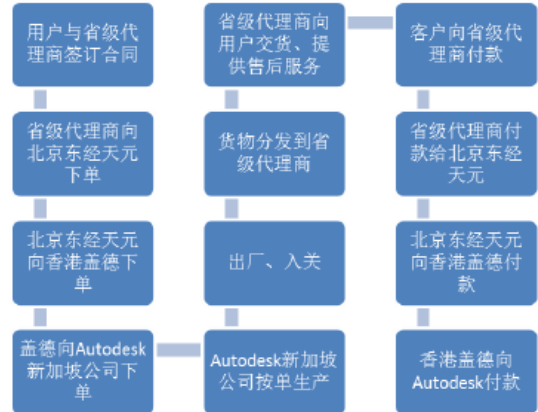 用户与省级代
理商签订合同
省级代理商向
北京东经天元
下单
北京东经天元
向香港盖德下
单
盖德向Autodesk
新加坡公司下
单
Autodesk新加坡
公司按单生产
出厂、入关
货物分发到省
级代理商
省级代理商向
用户交货、提
供售后服务
客户向省级代
理商付款
省级代理商付
款给北京东经
天元
北京东经天元
向香港盖德付
款
香港盖德向
Autodesk付款